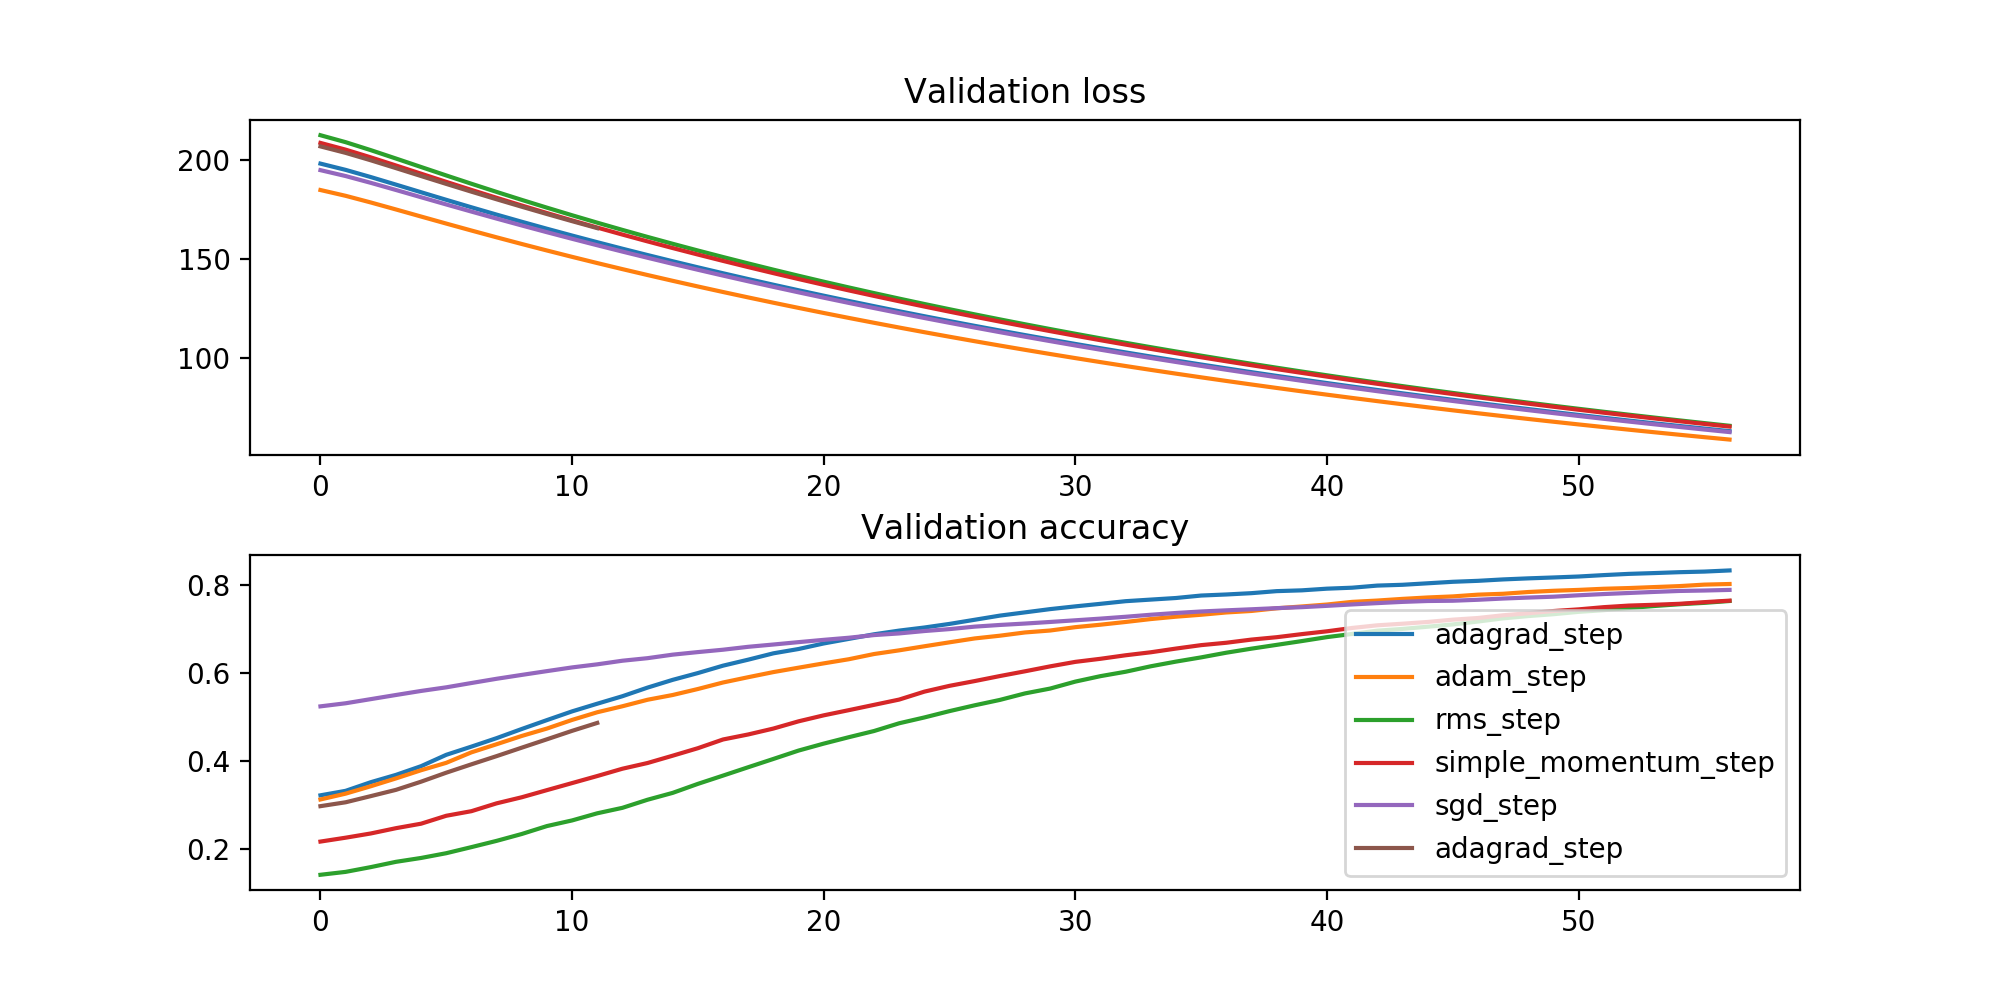 Validation loss
200
150
100
0 10 20 30 40 50
Validation accuracy
0.8
0.6
0.4
0.2
adagrad_step
adam_step
rms_step
simple_momentum_step
sgd_step
adagrad_step
0 10 20 30 40 50